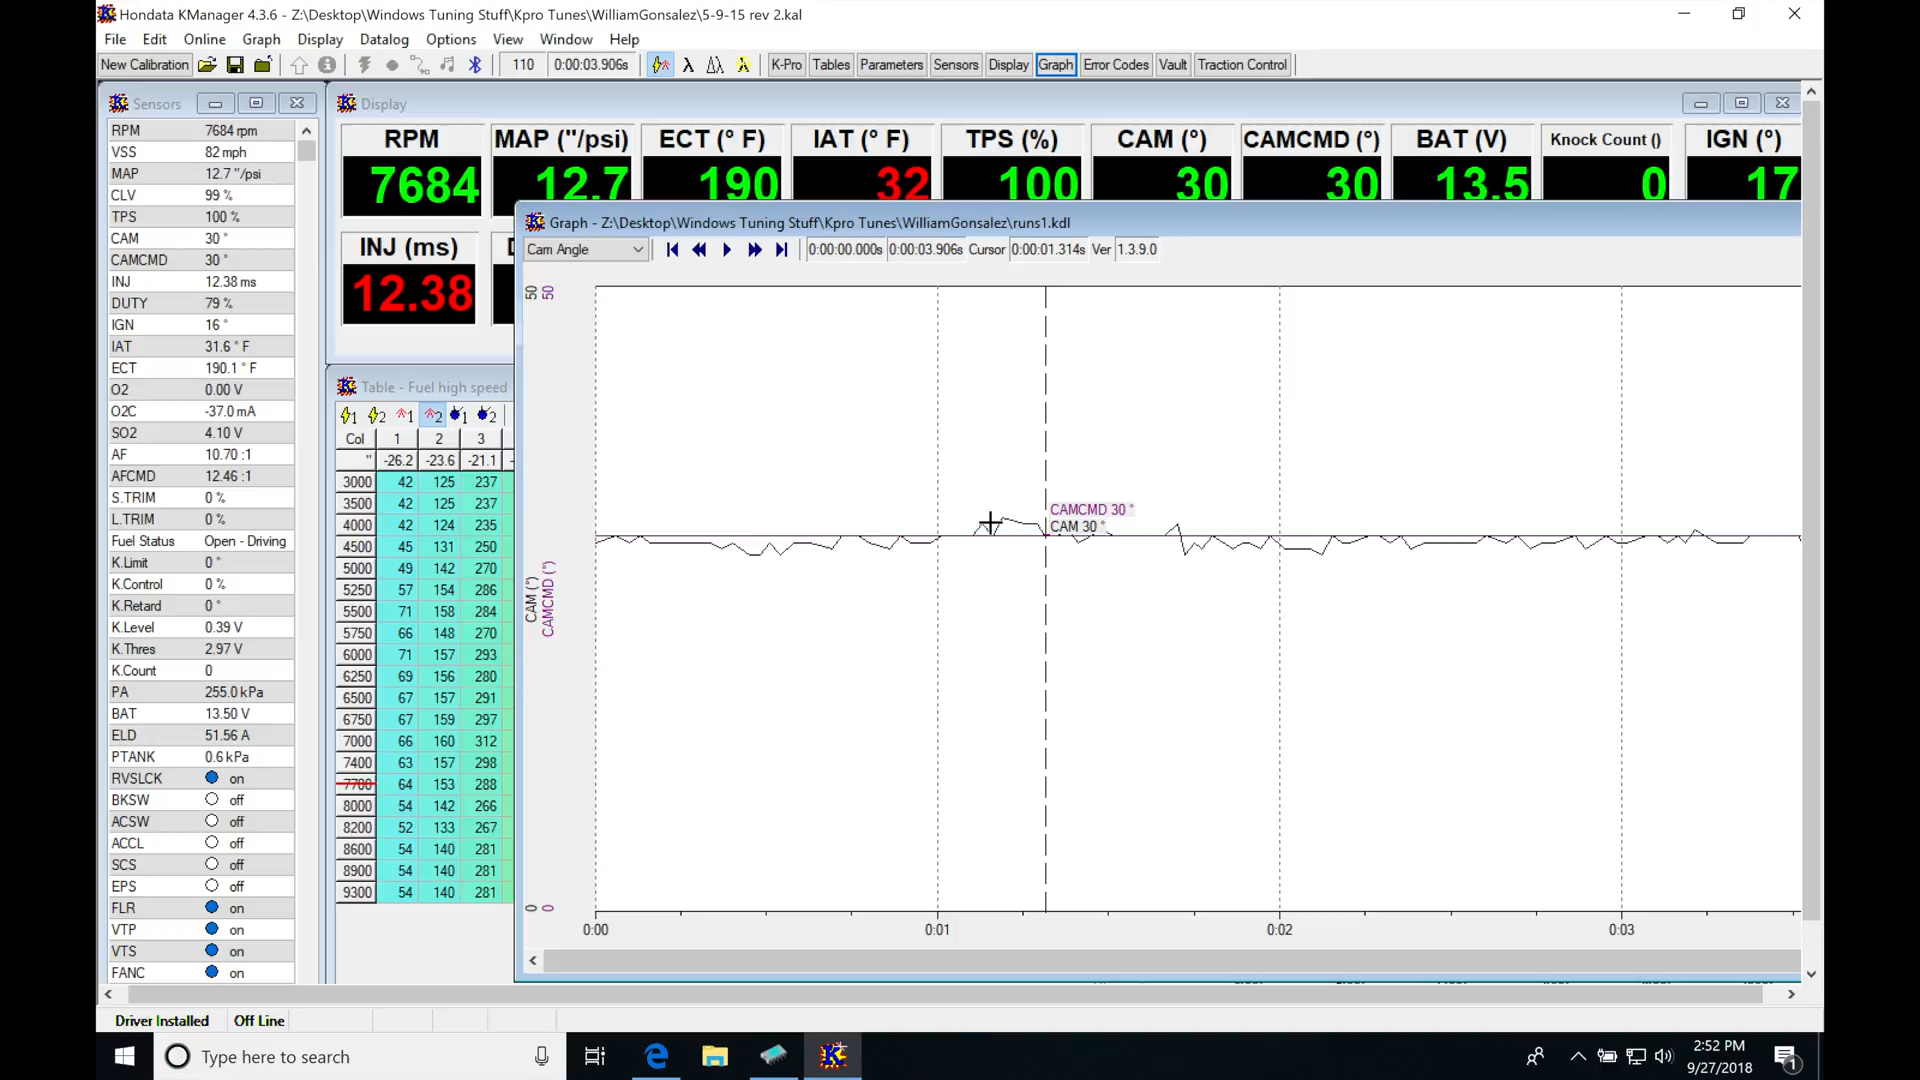 Hondata KManager 4.3.6 - Z:\Desktop\Windows Tuning Stuff\Kpro Tunes\WilliamGonsalez\5-9-15 rev 2.kal
File Edit Online Graph Display Datalog Options View Window Help
New Calibration 110 0:00:03.906s K-Pro Tables Parameters Sensors Display Graph Error Codes Vault Traction Control
Sensors
RPM 7684 rpm
VSS 82 mph
MAP 12.7 "/psi
CLV 99 %
TPS 100 %
CAM 30 °
CAMCMD 30 °
INJ 12.38 ms
DUTY 79 %
IGN 16 °
IAT 31.6 ° F
ECT 190.1 ° F
O2 0.00 V
O2C -37.0 mA
SO2 4.10 V
AF 10.70 :1
AFCMD 12.46 :1
S.TRIM 0 %
L.TRIM 0 %
Fuel Status Open - Driving
K.Limit 0 °
K.Control 0 %
K.Retard 0 °
K.Level 0.39 V
K.Thres 2.97 V
K.Count 0
PA 255.0 kPa
BAT 13.50 V
ELD 51.56 A
PTANK 0.6 kPa
RVSLCK on
BKSW off
ACSW off
ACCL off
SCS off
EPS off
FLR on
VTP on
VTS on
FANC on
Display
RPM MAP ("/psi) ECT (° F) IAT (° F) TPS (%) CAM (°) CAMCMD (°) BAT (V) Knock Count () IGN (°)
7684 12.7 190 32 100 30 30 13.5 0 17
INJ (ms)
12.38
Table - Fuel high speed
1 2 1 2 1 2
Col 1 2 3
" -26.2 -23.6 -21.1
3000 42 125 237
3500 42 125 237
4000 42 124 235
4500 45 131 250
5000 49 142 270
5250 57 154 286
5500 71 158 284
5750 66 148 270
6000 71 157 293
6250 69 156 280
6500 67 157 291
6750 67 159 297
7000 66 160 312
7400 63 157 298
7700 64 153 288
8000 54 142 266
8200 52 133 267
8600 54 140 281
8900 54 140 281
9300 54 140 281
Graph - Z:\Desktop\Windows Tuning Stuff\Kpro Tunes\WilliamGonsalez\runs1.kdl
Cam Angle 0:00:00.000s 0:00:03.906s Cursor 0:00:01.314s Ver 1.3.9.0
50 50
CAMCMD 30 °
CAM 30 °
CAM (°)
CAMCMD (°)
0 0
0:00 0:01 0:02 0:03
Driver Installed Off Line
Type here to search
2:52 PM
9/27/2018
1